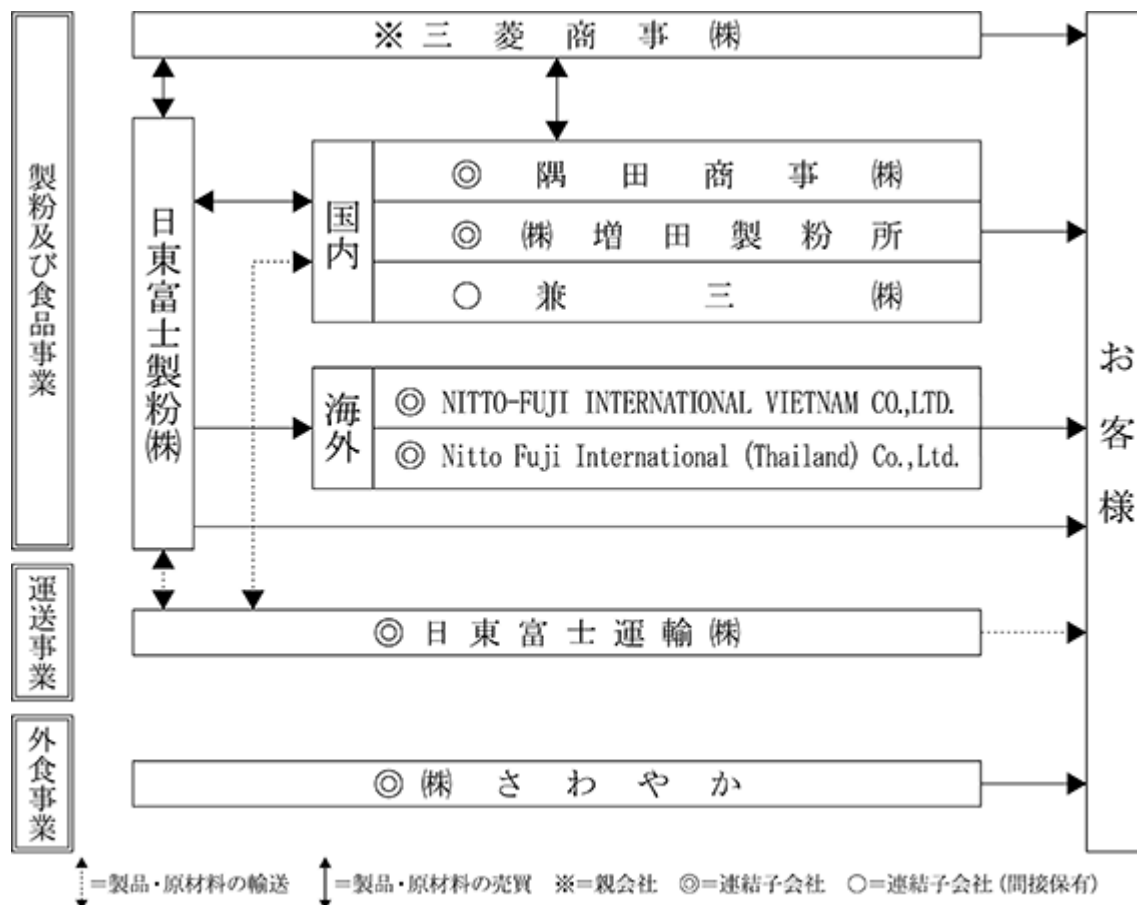 ※三菱商事㈱
製粉及び食品事業
日東富士製粉㈱
国内
◎ 隅田商事㈱
◎ ㈱増田製粉所
○ 兼三㈱
海外
◎ NITTO-FUJI INTERNATIONAL VIETNAM CO.,LTD.
◎ Nitto Fuji International (Thailand) Co.,Ltd.
お客様
運送事業
◎日東富士運輸㈱
外食事業
◎㈱さわやか
=製品・原材料の輸送 =製品・原材料の売買 ※=親会社 ◎=連結子会社 ○=連結子会社(間接保有)